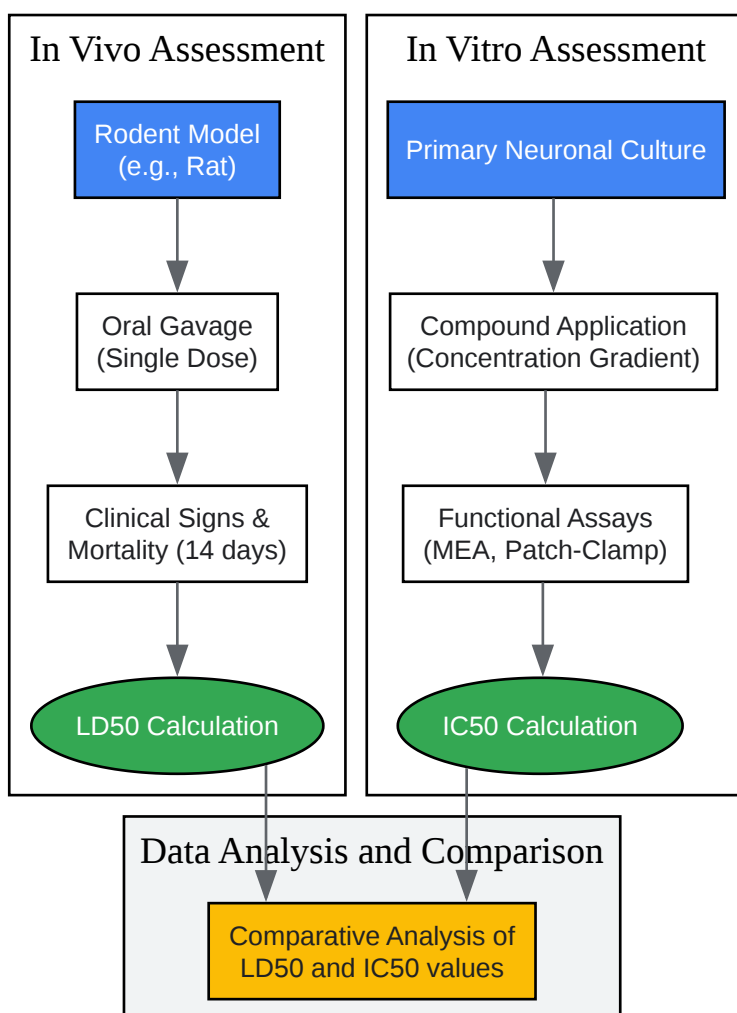 In Vivo Assessment
Rodent Model
(e.g., Rat)
Oral Gavage
(Single Dose)
Clinical Signs &
Mortality (14 days)
LD50 Calculation
In Vitro Assessment
Primary Neuronal Culture
Compound Application
(Concentration Gradient)
Functional Assays
(MEA, Patch-Clamp)
IC50 Calculation
Data Analysis and Comparison
Comparative Analysis of
LD50 and IC50 values